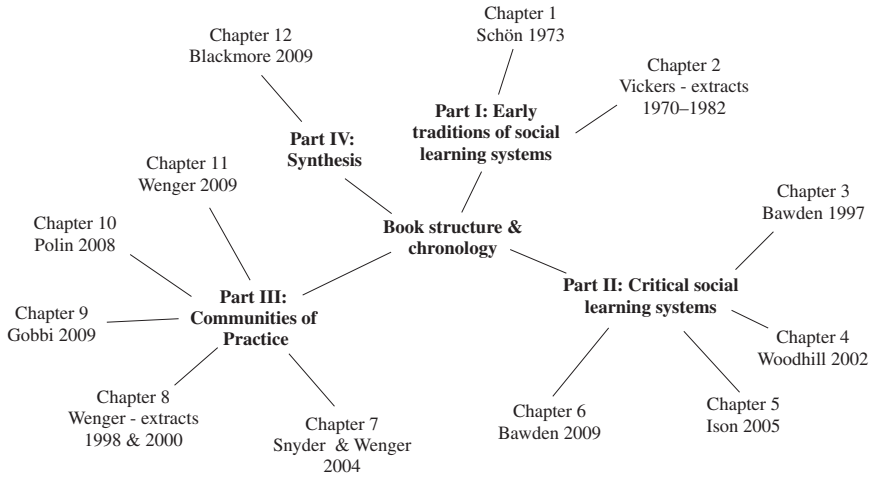 Chapter 1
Schön 1973
Chapter 2
Vickers - extracts
1970–1982
Part I: Early
traditions of social
learning systems
Chapter 12
Blackmore 2009
Part IV:
Synthesis
Book structure &
chronology
Chapter 3
Bawden 1997
Part II: Critical social
learning systems
Chapter 4
Woodhill 2002
Chapter 5
Ison 2005
Chapter 6
Bawden 2009
Chapter 11
Wenger 2009
Chapter 10
Polin 2008
Part III:
Communities of
Practice
Chapter 9
Gobbi 2009
Chapter 8
Wenger - extracts
1998 & 2000
Chapter 7
Snyder & Wenger
2004